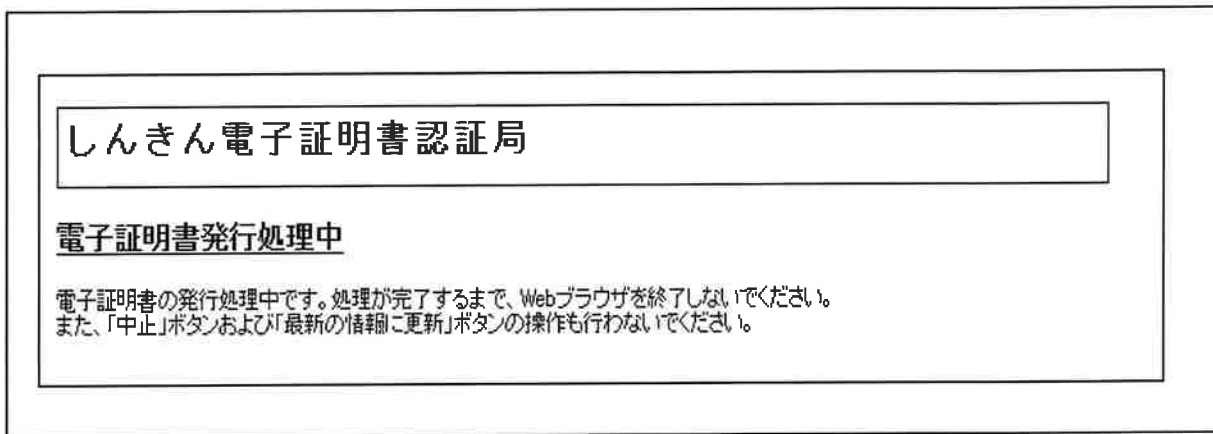 しんきん電子証明書認証局
電子証明書発行処理中
電子証明書の発行処理中です。処理が完了するまで、Webブラウザを終了しないでください。
また、「中止」ボタンおよび「最新の情報に更新」ボタンの操作も行わないでください。